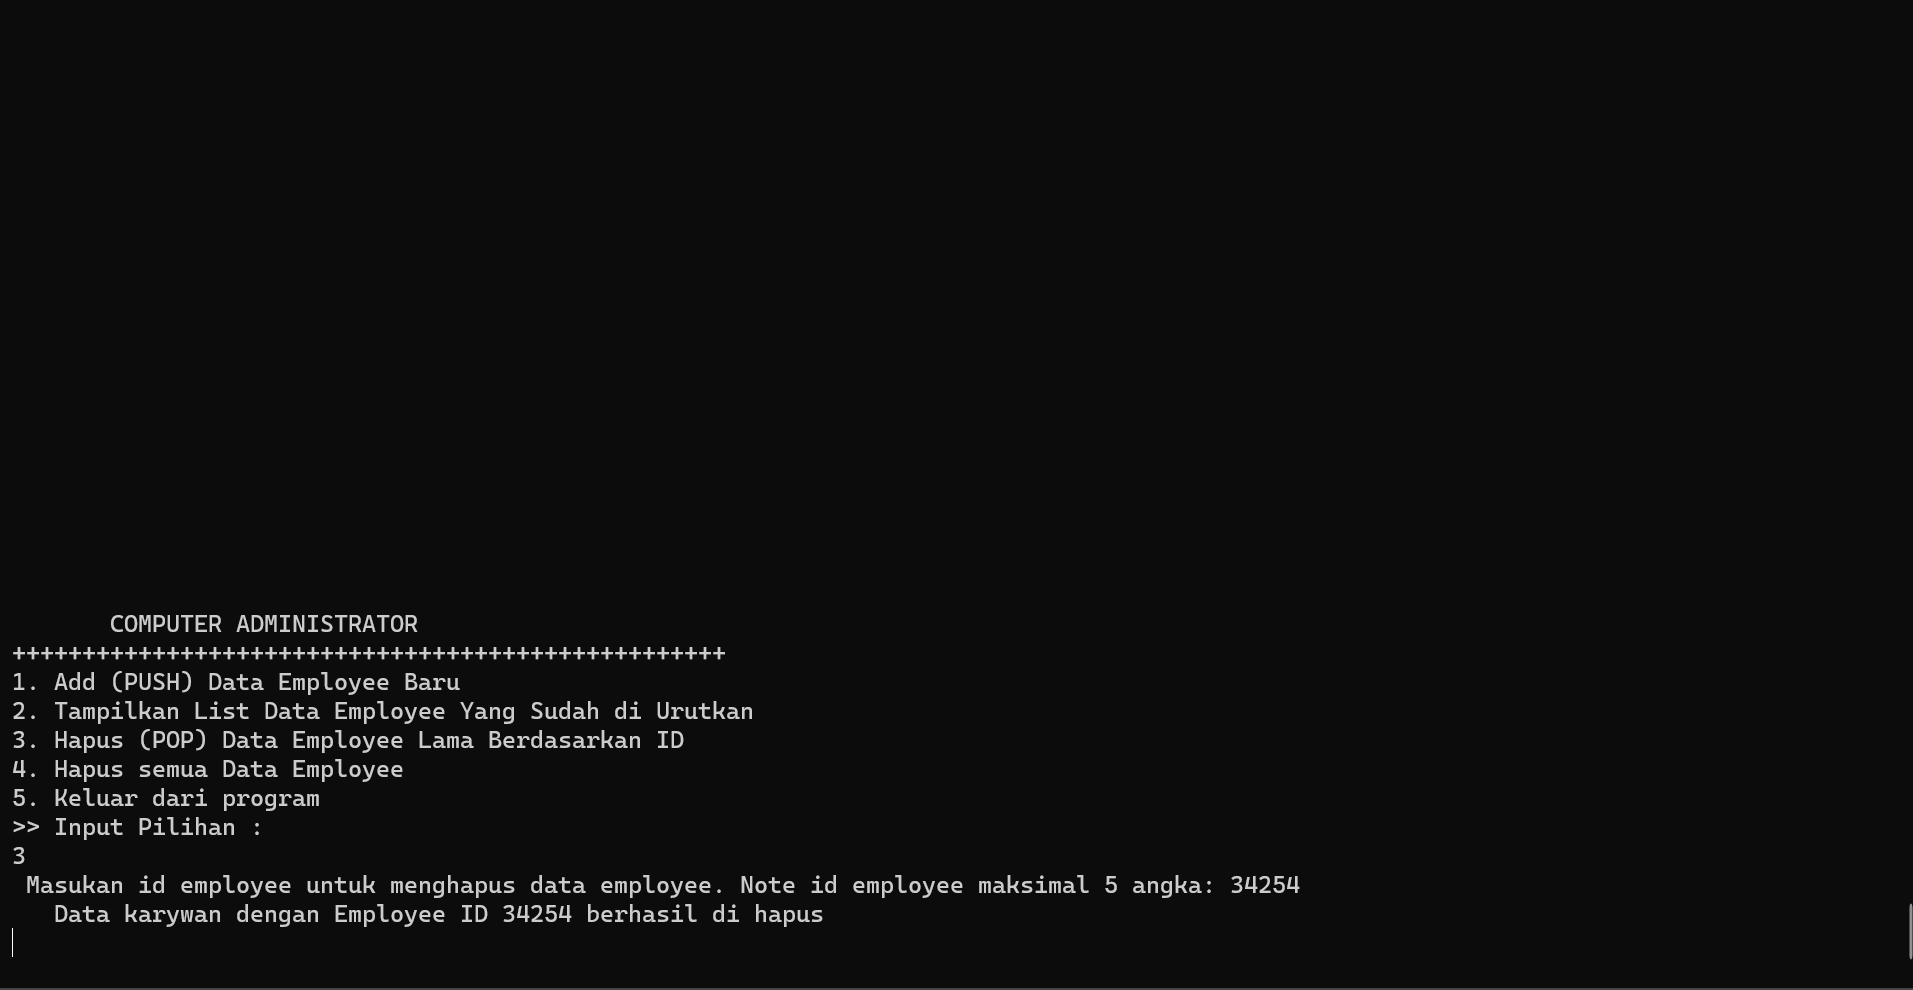 COMPUTER ADMINISTRATOR
+++++++++++++++++++++++++++++++++++++++++++++++++++
1. Add (PUSH) Data Employee Baru
2. Tampilkan List Data Employee Yang Sudah di Urutkan
3. Hapus (POP) Data Employee Lama Berdasarkan ID
4. Hapus semua Data Employee
5. Keluar dari program
>> Input Pilihan :
3
Masukan id employee untuk menghapus data employee. Note id employee maksimal 5 angka: 34254
Data karywan dengan Employee ID 34254 berhasil di hapus